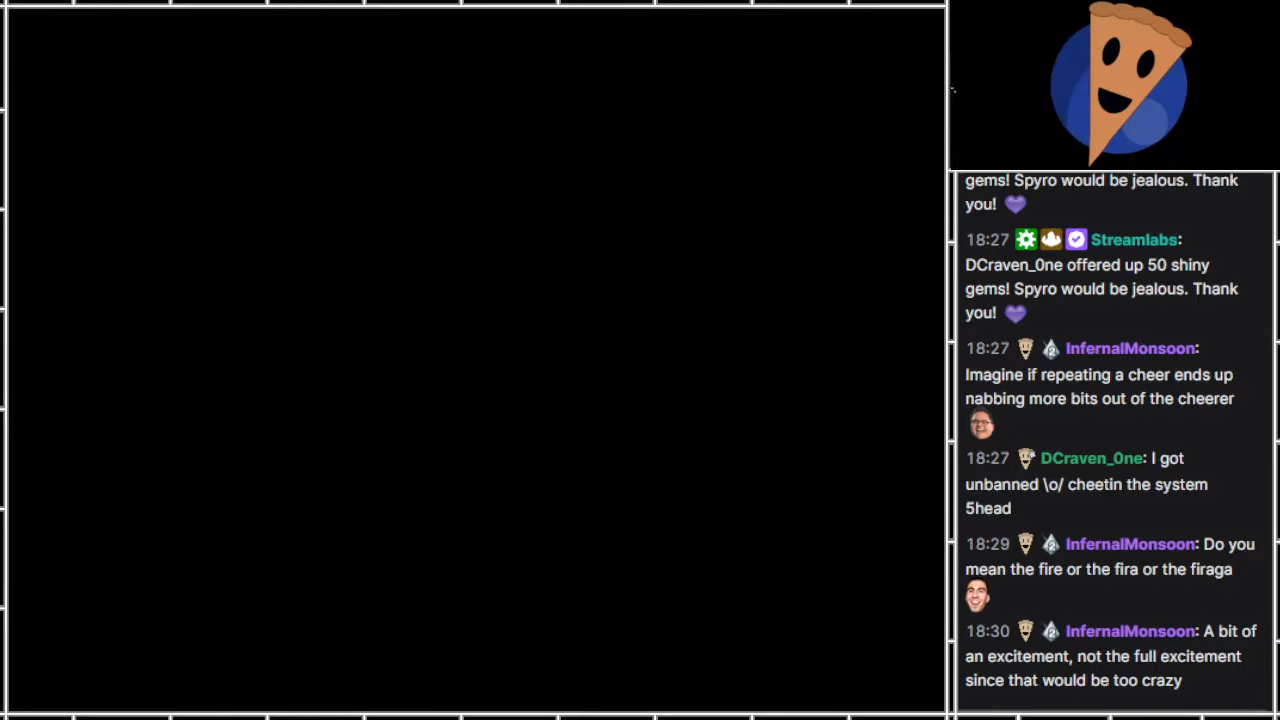 gems! Spyro would be jealous. Thank
you!
18:27 Streamlabs:
DCraven_0ne offered up 50 shiny
gems! Spyro would be jealous. Thank
you!
18:27 InfernalMonsoon:
Imagine if repeating a cheer ends up
nabbing more bits out of the cheerer
18:27 DCraven_0ne: I got
unbanned \o/ cheetin the system
5head
18:29 InfernalMonsoon: Do you
mean the fire or the fira or the firaga
18:30 InfernalMonsoon: A bit of
an excitement, not the full excitement
since that would be too crazy